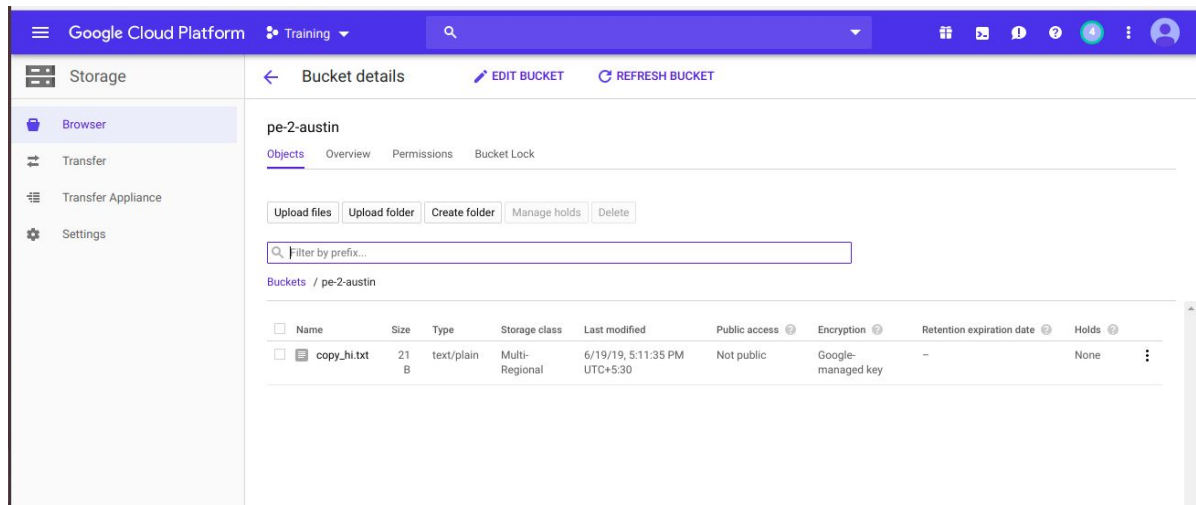 Google Cloud Platform Training 4
Storage
Bucket details EDIT BUCKET REFRESH BUCKET
Browser
Transfer
Transfer Appliance
Settings
pe-2-austin
Objects Overview Permissions Bucket Lock
Upload files Upload folder Create folder Manage holds Delete
Filter by prefix...
Buckets / pe-2-austin
Name Size Type Storage class Last modified Public access Encryption Retention expiration date Holds
copy_hi.txt 21 text/plain Multi- 6/19/19, 5:11:35 PM Not public Google- – None
B Regional UTC+5:30 managed key